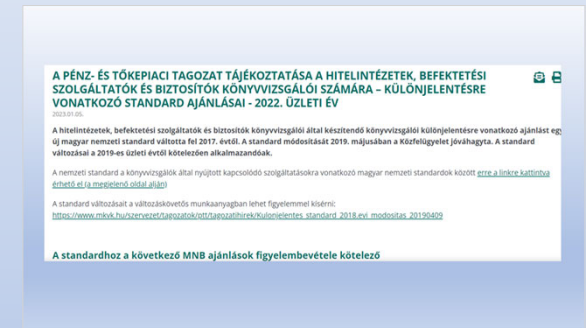 A PÉNZ- ÉS TŐKEPIACI TAGOZAT TÁJÉKOZTATÁSA A HITELINTÉZETEK, BEFEKTETÉSI
SZOLGÁLTATÓK ÉS BIZTOSÍTÓK KÖNYVVIZSGÁLÓI SZÁMÁRA – KÜLÖNJELENTÉSRE
VONATKOZÓ STANDARD AJÁNLÁSAI - 2022. ÜZLETI ÉV
2023.01.05.
A hitelintézetek, befektetési szolgáltatók és biztosítók könyvvizsgálói által készítendő könyvvizsgálói különjelentésre vonatkozó ajánlást egy
új magyar nemzeti standard váltotta fel 2017. évtől. A standard módosítását 2019. májusában a Közfelügyelet jóváhagyta. A standard
változásai a 2019-es üzleti évtől kötelezően alkalmazandóak.
A nemzeti standard a könyvvizsgálók által nyújtott kapcsolódó szolgáltatásokra vonatkozó magyar nemzeti standardok között erre a linkre kattintva
érhető el (a megjelenő oldal alján)
A standard változásait a változáskövetős munkaanyagban lehet figyelemmel kísérni:
https://www.mkvk.hu/szervezet/tagozatok/ptt/tagozatihirek/Kulonjelentes_standard_2018.evi_modositas_20190409
A standardhoz a következő MNB ajánlások figyelembevétele kötelező